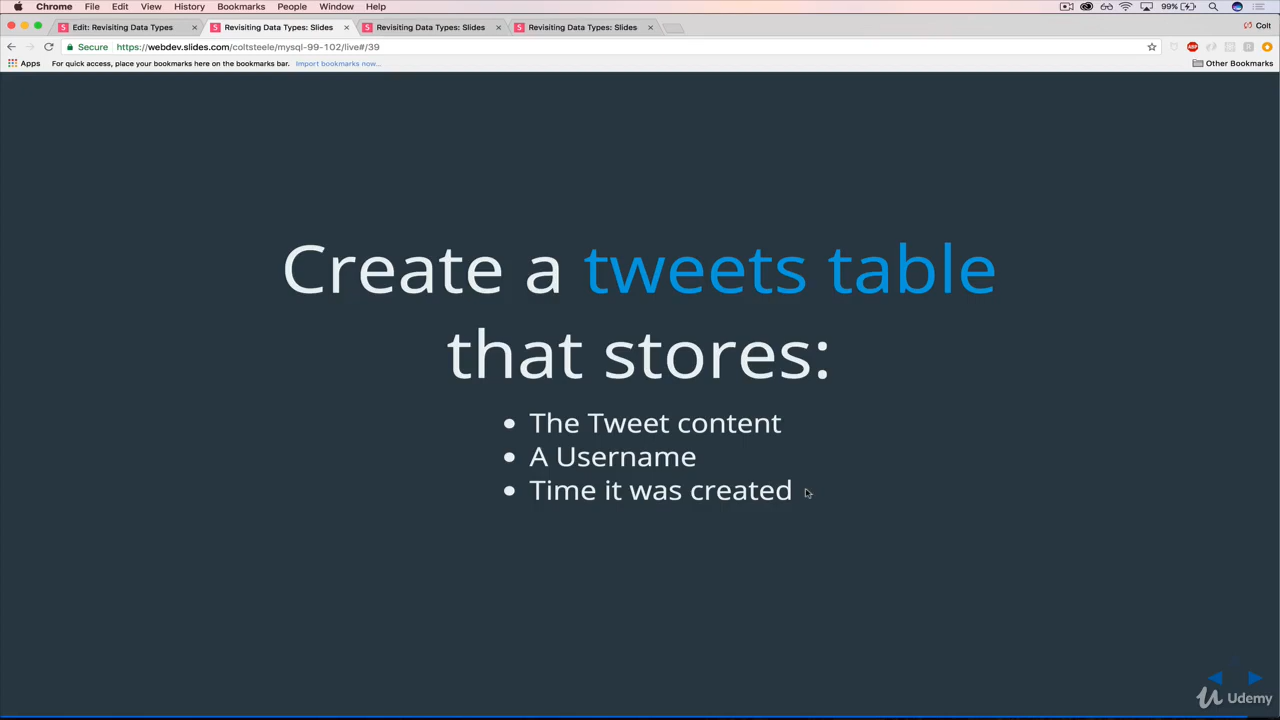 Chrome File Edit View History Bookmarks People Window Help 99%
Edit: Revisiting Data Types Revisiting Data Types: Slides Revisiting Data Types: Slides Revisiting Data Types: Slides Colt
Secure https://webdev.slides.com/coltsteele/mysql-99-102/live#/39 ABP
Apps For quick access, place your bookmarks here on the bookmarks bar. Import bookmarks now... Other Bookmarks
Create a tweets table
that stores:
• The Tweet content
• A Username
• Time it was created
Udemy